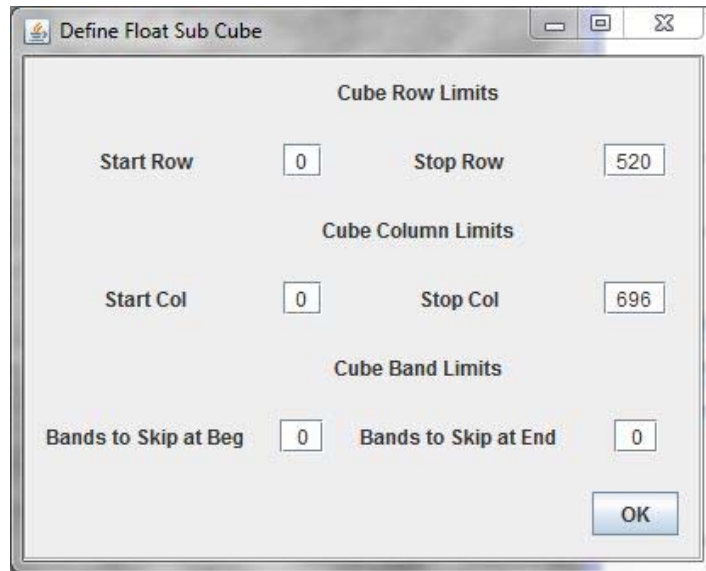 Define Float Sub Cube
Cube Row Limits
Start Row 0 Stop Row 520
Cube Column Limits
Start Col 0 Stop Col 696
Cube Band Limits
Bands to Skip at Beg 0 Bands to Skip at End 0
OK